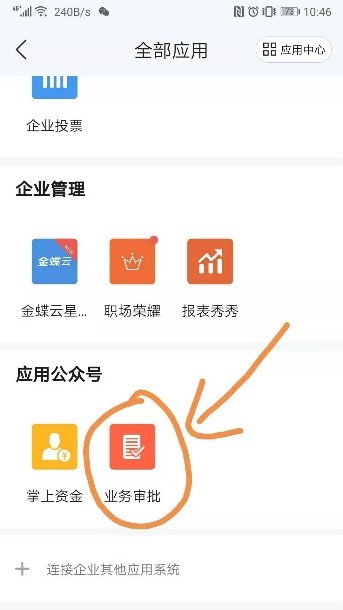 46 240B/s 73 10:46
全部应用 应用中心
企业投票
企业管理
金蝶云 NEW
金蝶云星... 职场荣耀 报表秀秀
应用公众号
掌上资金 业务审批
连接企业其他应用系统